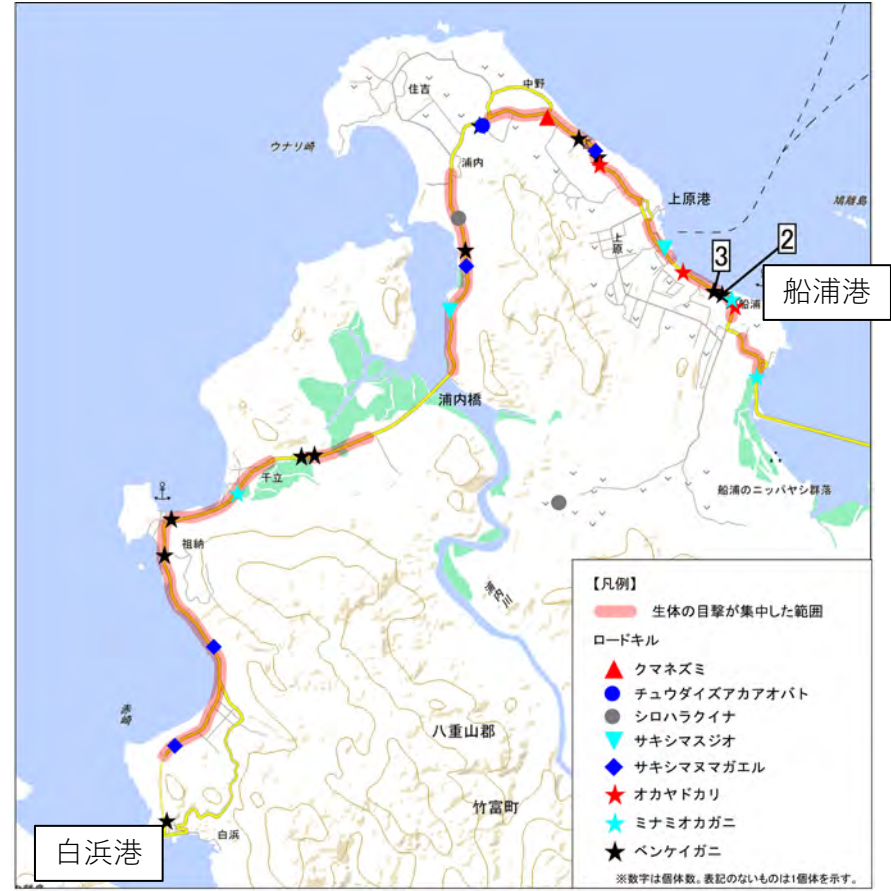 中野
住吉
ウナリ崎
浦内
上原港
鳩離島
上原
3
2
船浦港
船浦
浦内橋
千立
船浦のニッパヤシ群落
祖納
浦内川
【凡例】
生体の目撃が集中した範囲
ロードキル
クマネズミ
チュウダイズアカアオバト
シロハラクイナ
サキシマスジオ
サキシマヌマガエル
オカヤドカリ
ミナミオカガニ
ベンケイガニ
※数字は個体数。表記のないものは1個体を示す。
赤崎
八重山郡
竹富町
白浜港
白浜